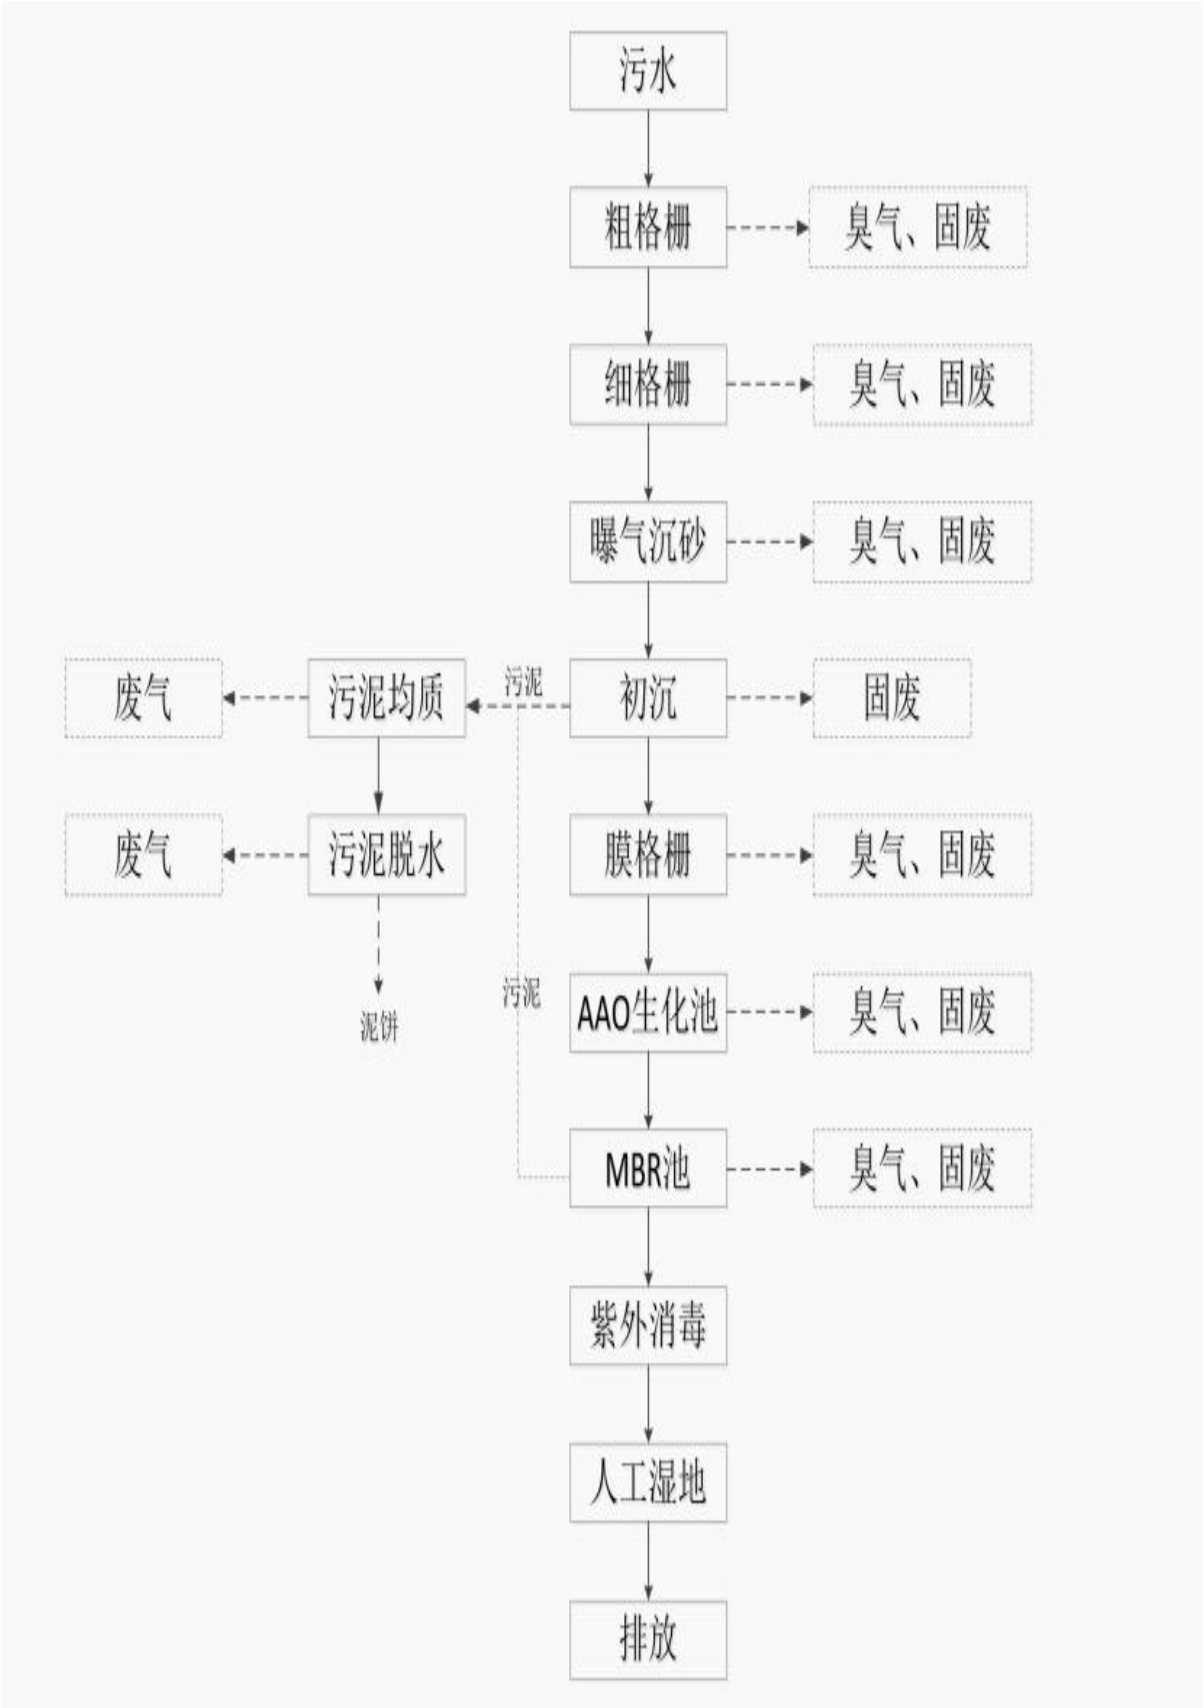 污水
粗格栅
臭气、固废
细格栅
臭气、固废
曝气沉砂
臭气、固废
废气
污泥均质
污泥
初沉
固废
废气
污泥脱水
膜格栅
臭气、固废
泥饼
污泥
AAO生化池
臭气、固废
MBR池
臭气、固废
紫外消毒
人工湿地
排放